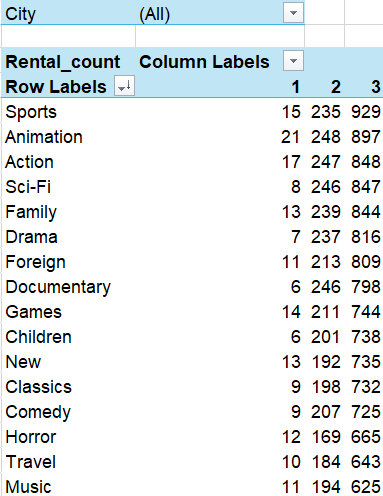 City (All)
Rental_count Column Labels
Row Labels 1 2 3
Sports 15 235 929
Animation 21 248 897
Action 17 247 848
Sci-Fi 8 246 847
Family 13 239 844
Drama 7 237 816
Foreign 11 213 809
Documentary 6 246 798
Games 14 211 744
Children 6 201 738
New 13 192 735
Classics 9 198 732
Comedy 9 207 725
Horror 12 169 665
Travel 10 184 643
Music 11 194 625